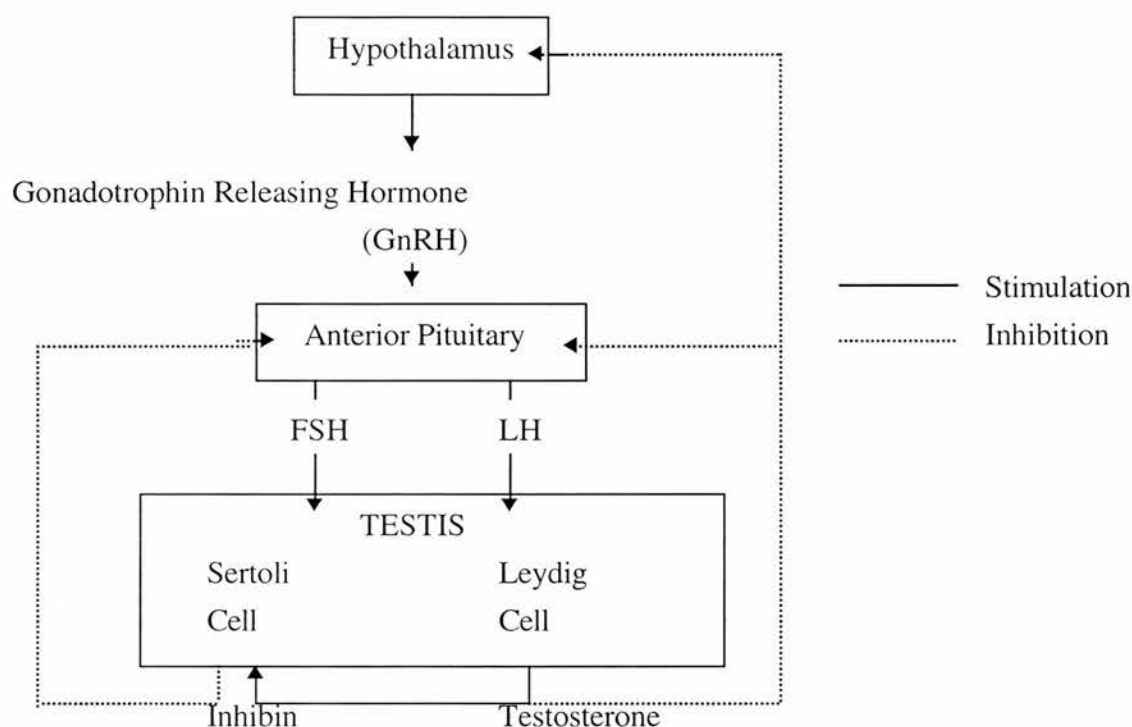 Hypothalamus
Gonadotrophin Releasing Hormone
(GnRH)
Anterior Pituitary
Stimulation
Inhibition
FSH LH
TESTIS
Sertoli Leydig
Cell Cell
Inhibin Testosterone